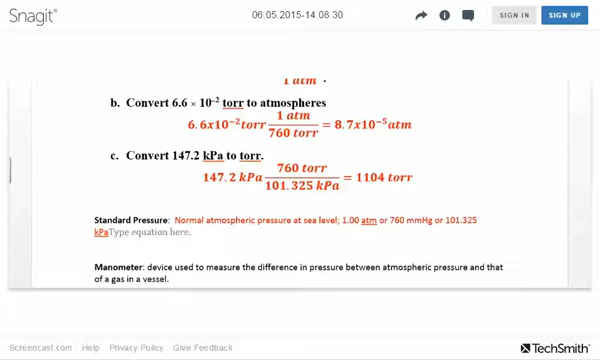 Snagit®
06.05.2015-14.08.30
SIGN IN
SIGN UP
1 atm
b. Convert 6.6 × 10⁻² torr to atmospheres
6.6x10⁻² torr 1 atm / 760 torr = 8.7x10⁻⁵ atm
c. Convert 147.2 kPa to torr.
147.2 kPa 760 torr / 101.325 kPa = 1104 torr
Standard Pressure: Normal atmospheric pressure at sea level; 1.00 atm or 760 mmHg or 101.325
kPaType equation here.
Manometer: device used to measure the difference in pressure between atmospheric pressure and that
of a gas in a vessel.
Screencast.com Help Privacy Policy Give Feedback
TechSmith®